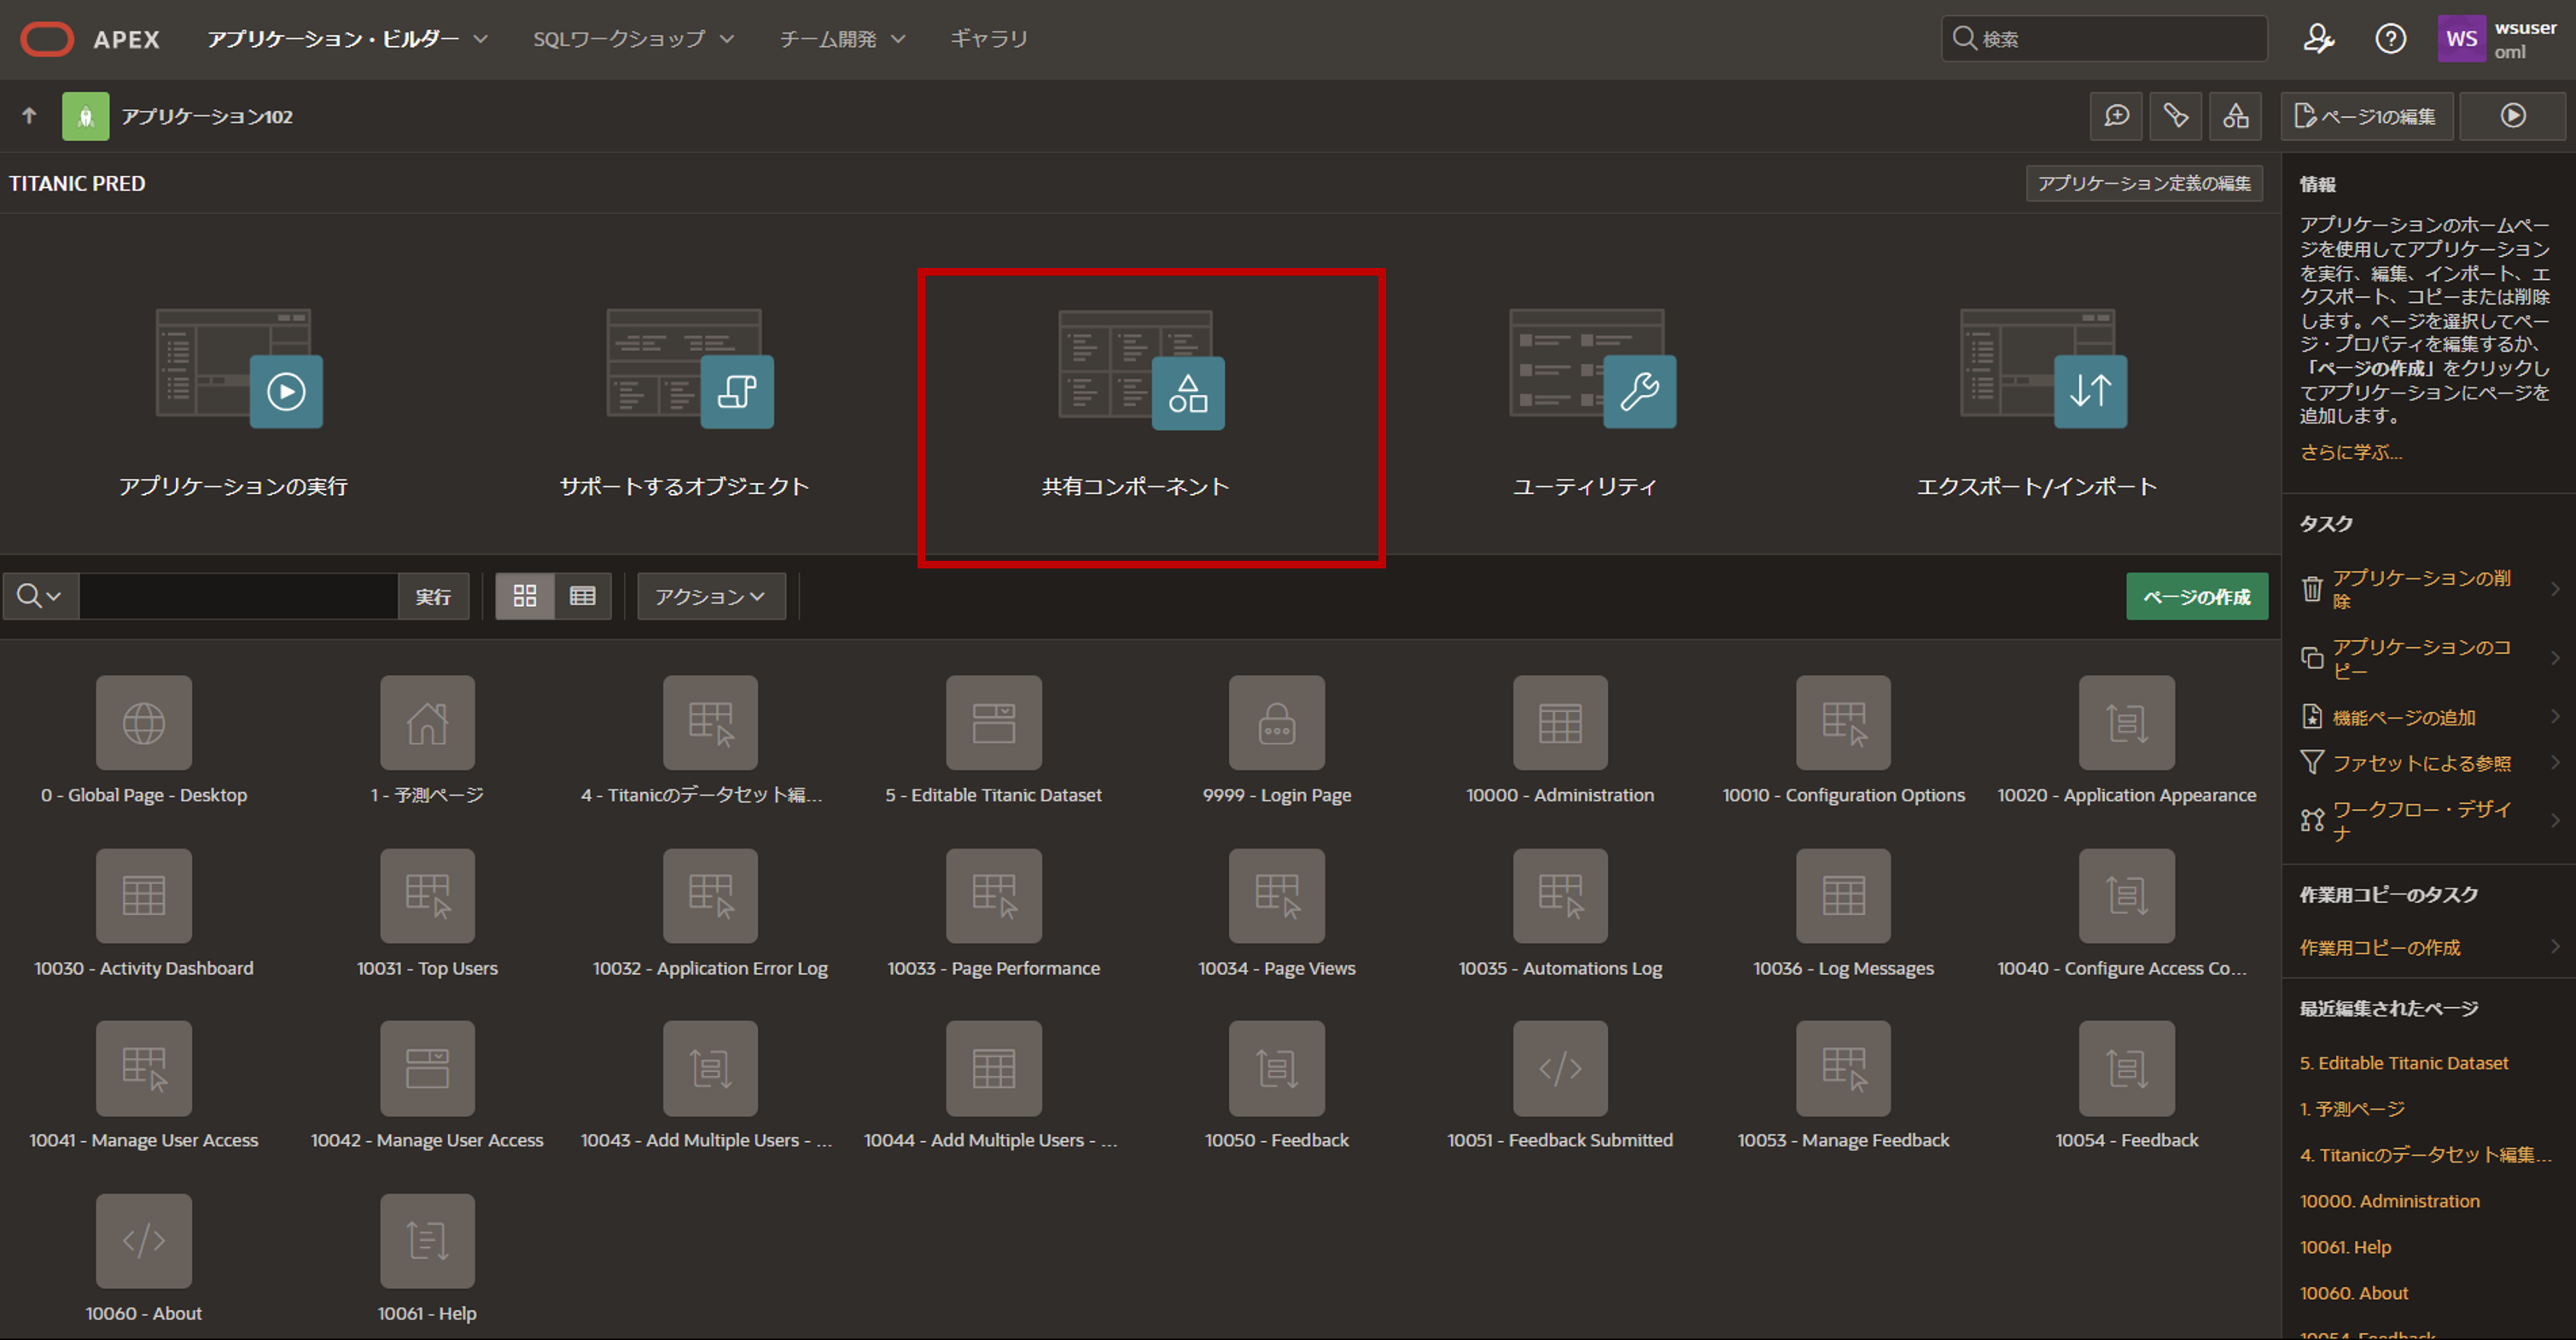 APEX
アプリケーション・ビルダー
SQLワークショップ
チーム開発
ギャラリ
検索
WS
wsuser
oml
アプリケーション102
ページ1の編集
TITANIC PRED
アプリケーション定義の編集
アプリケーションの実行
サポートするオブジェクト
共有コンポーネント
ユーティリティ
エクスポート/インポート
実行
アクション
ページの作成
0 - Global Page - Desktop
1 - 予測ページ
4 - Titanicのデータセット編...
5 - Editable Titanic Dataset
9999 - Login Page
10000 - Administration
10010 - Configuration Options
10020 - Application Appearance
10030 - Activity Dashboard
10031 - Top Users
10032 - Application Error Log
10033 - Page Performance
10034 - Page Views
10035 - Automations Log
10036 - Log Messages
10040 - Configure Access Co...
10041 - Manage User Access
10042 - Manage User Access
10043 - Add Multiple Users - ...
10044 - Add Multiple Users - ...
10050 - Feedback
10051 - Feedback Submitted
10053 - Manage Feedback
10054 - Feedback
10060 - About
10061 - Help
情報
アプリケーションのホームペー
ジを使用してアプリケーション
を実行、編集、インポート、エ
クスポート、コピーまたは削除
します。ページを選択してペー
ジ・プロパティを編集するか、
「ページの作成」をクリックし
てアプリケーションにページを
追加します。
さらに学ぶ...
タスク
アプリケーションの削
除
アプリケーションのコ
ピー
機能ページの追加
ファセットによる参照
ワークフロー・デザイ
ナ
作業用コピーのタスク
作業用コピーの作成
最近編集されたページ
5. Editable Titanic Dataset
1. 予測ページ
4. Titanicのデータセット編集...
10000. Administration
10061. Help
10060. About
10054. Feedback